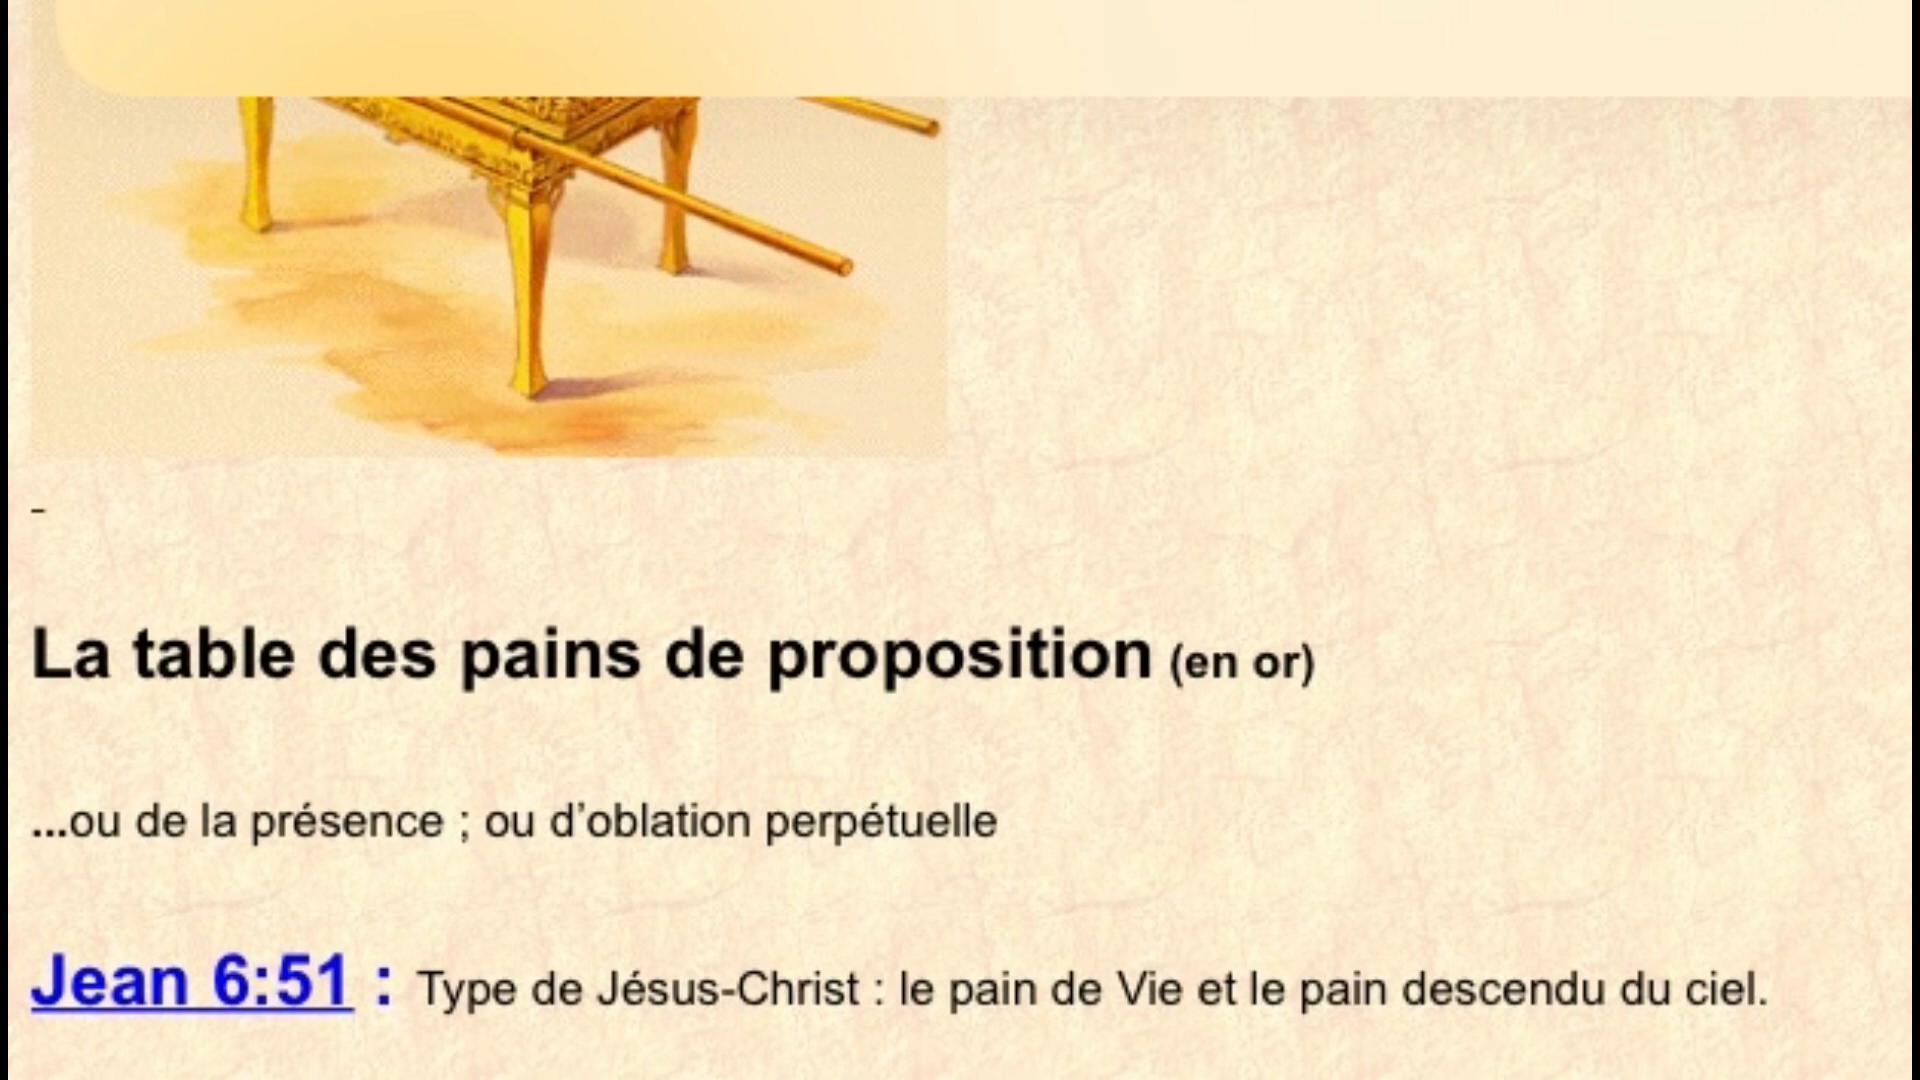 -
La table des pains de proposition (en or)
...ou de la présence ; ou d’oblation perpétuelle
Jean 6:51 : Type de Jésus-Christ : le pain de Vie et le pain descendu du ciel.